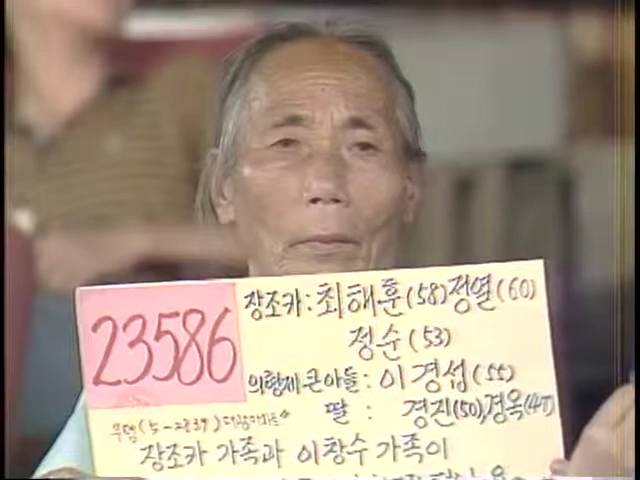 23586
장조카: 최해훈(58)정열(60)
정순(53)
의형제 큰아들: 이경섭(55)
딸: 경진(50),경옥(47)
장조카 가족과 이창수 가족이